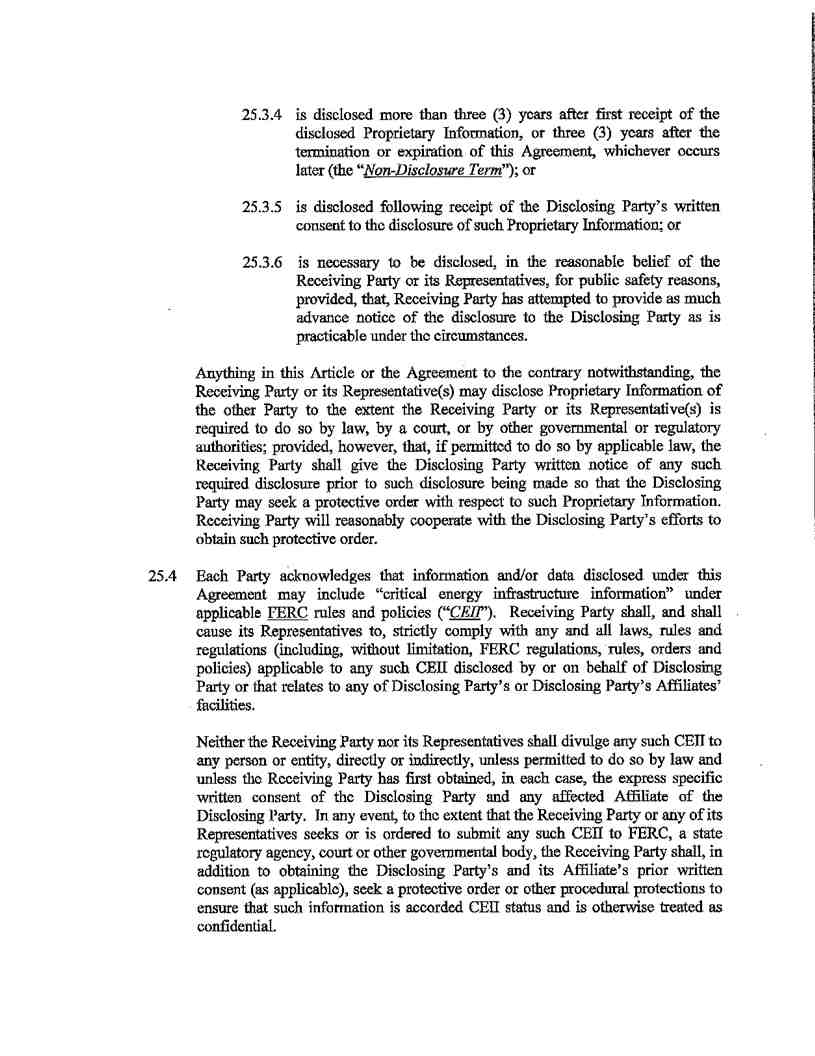 25.3.4 is disclosed more than three (3) years after first receipt of the
disclosed Proprietary Information, or three (3) years after the
termination or expiration of this Agreement, whichever occurs
later (the “Non-Disclosure Term”); or
25.3.5 is disclosed following receipt of the Disclosing Party’s written
consent to the disclosure of such Proprietary Information; or
25.3.6 is necessary to be disclosed, in the reasonable belief of the
Receiving Party or its Representatives, for public safety reasons,
provided, that, Receiving Party has attempted to provide as much
advance notice of the disclosure to the Disclosing Party as is
practicable under the circumstances.
Anything in this Article or the Agreement to the contrary notwithstanding, the
Receiving Party or its Representative(s) may disclose Proprietary Information of
the other Party to the extent the Receiving Party or its Representative(s) is
required to do so by law, by a court, or by other governmental or regulatory
authorities; provided, however, that, if permitted to do so by applicable law, the
Receiving Party shall give the Disclosing Party written notice of any such
required disclosure prior to such disclosure being made so that the Disclosing
Party may seek a protective order with respect to such Proprietary Information.
Receiving Party will reasonably cooperate with the Disclosing Party’s efforts to
obtain such protective order.
25.4 Each Party acknowledges that information and/or data disclosed under this
Agreement may include “critical energy infrastructure information” under
applicable FERC rules and policies (“CEII”). Receiving Party shall, and shall
cause its Representatives to, strictly comply with any and all laws, rules and
regulations (including, without limitation, FERC regulations, rules, orders and
policies) applicable to any such CEII disclosed by or on behalf of Disclosing
Party or that relates to any of Disclosing Party’s or Disclosing Party’s Affiliates’
facilities.
Neither the Receiving Party nor its Representatives shall divulge any such CEII to
any person or entity, directly or indirectly, unless permitted to do so by law and
unless the Receiving Party has first obtained, in each case, the express specific
written consent of the Disclosing Party and any affected Affiliate of the
Disclosing Party. In any event, to the extent that the Receiving Party or any of its
Representatives seeks or is ordered to submit any such CEII to FERC, a state
regulatory agency, court or other governmental body, the Receiving Party shall, in
addition to obtaining the Disclosing Party’s and its Affiliate’s prior written
consent (as applicable), seek a protective order or other procedural protections to
ensure that such information is accorded CEII status and is otherwise treated as
confidential.